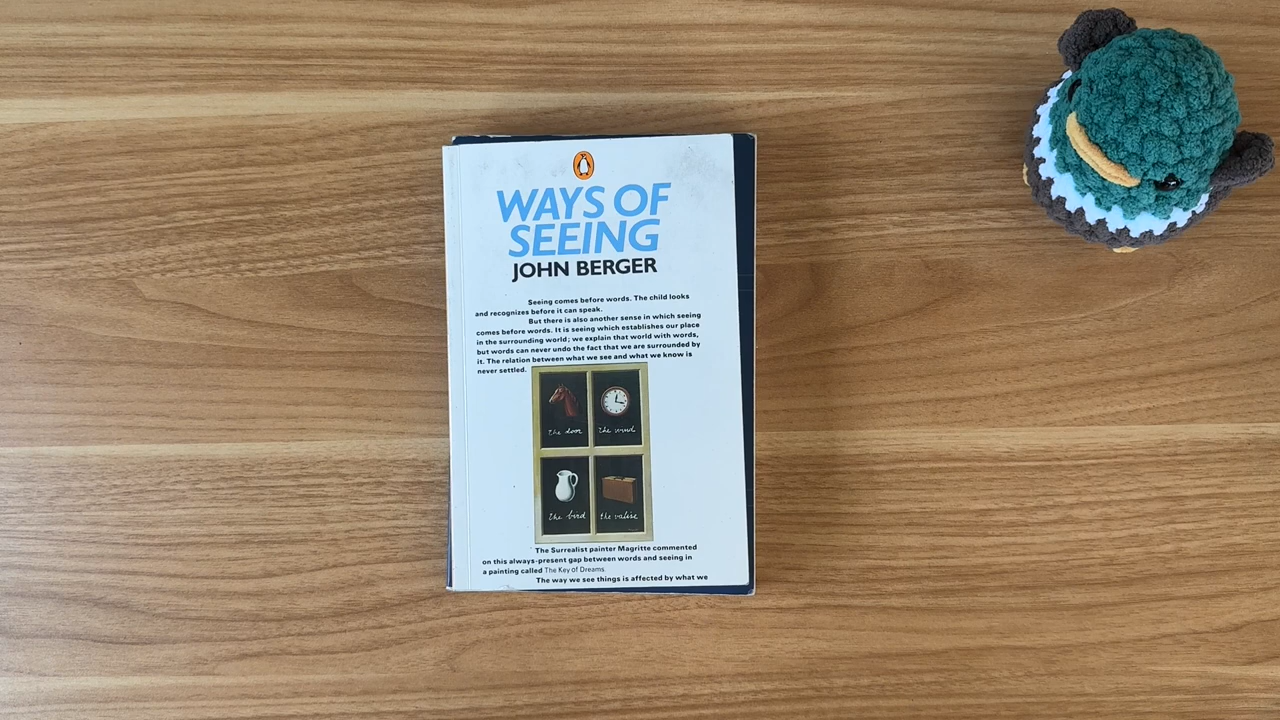 WAYS OF
SEEING
JOHN BERGER
Seeing comes before words. The child looks
and recognizes before it can speak.
But there is also another sense in which seeing
comes before words. It is seeing which establishes our place
in the surrounding world; we explain that world with words,
but words can never undo the fact that we are surrounded by
it. The relation between what we see and what we know is
never settled.
the door
the wind
the bird
the valise
The Surrealist painter Magritte commented
on this always-present gap between words and seeing in
a painting called The Key of Dreams
The way we see things is affected by what we